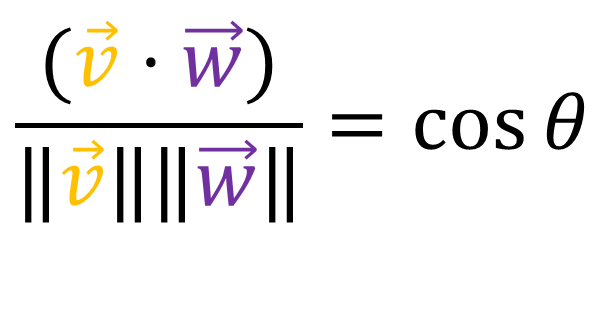 (v⃗ · w⃗)
‖v⃗‖ ‖w⃗‖ = cos θ